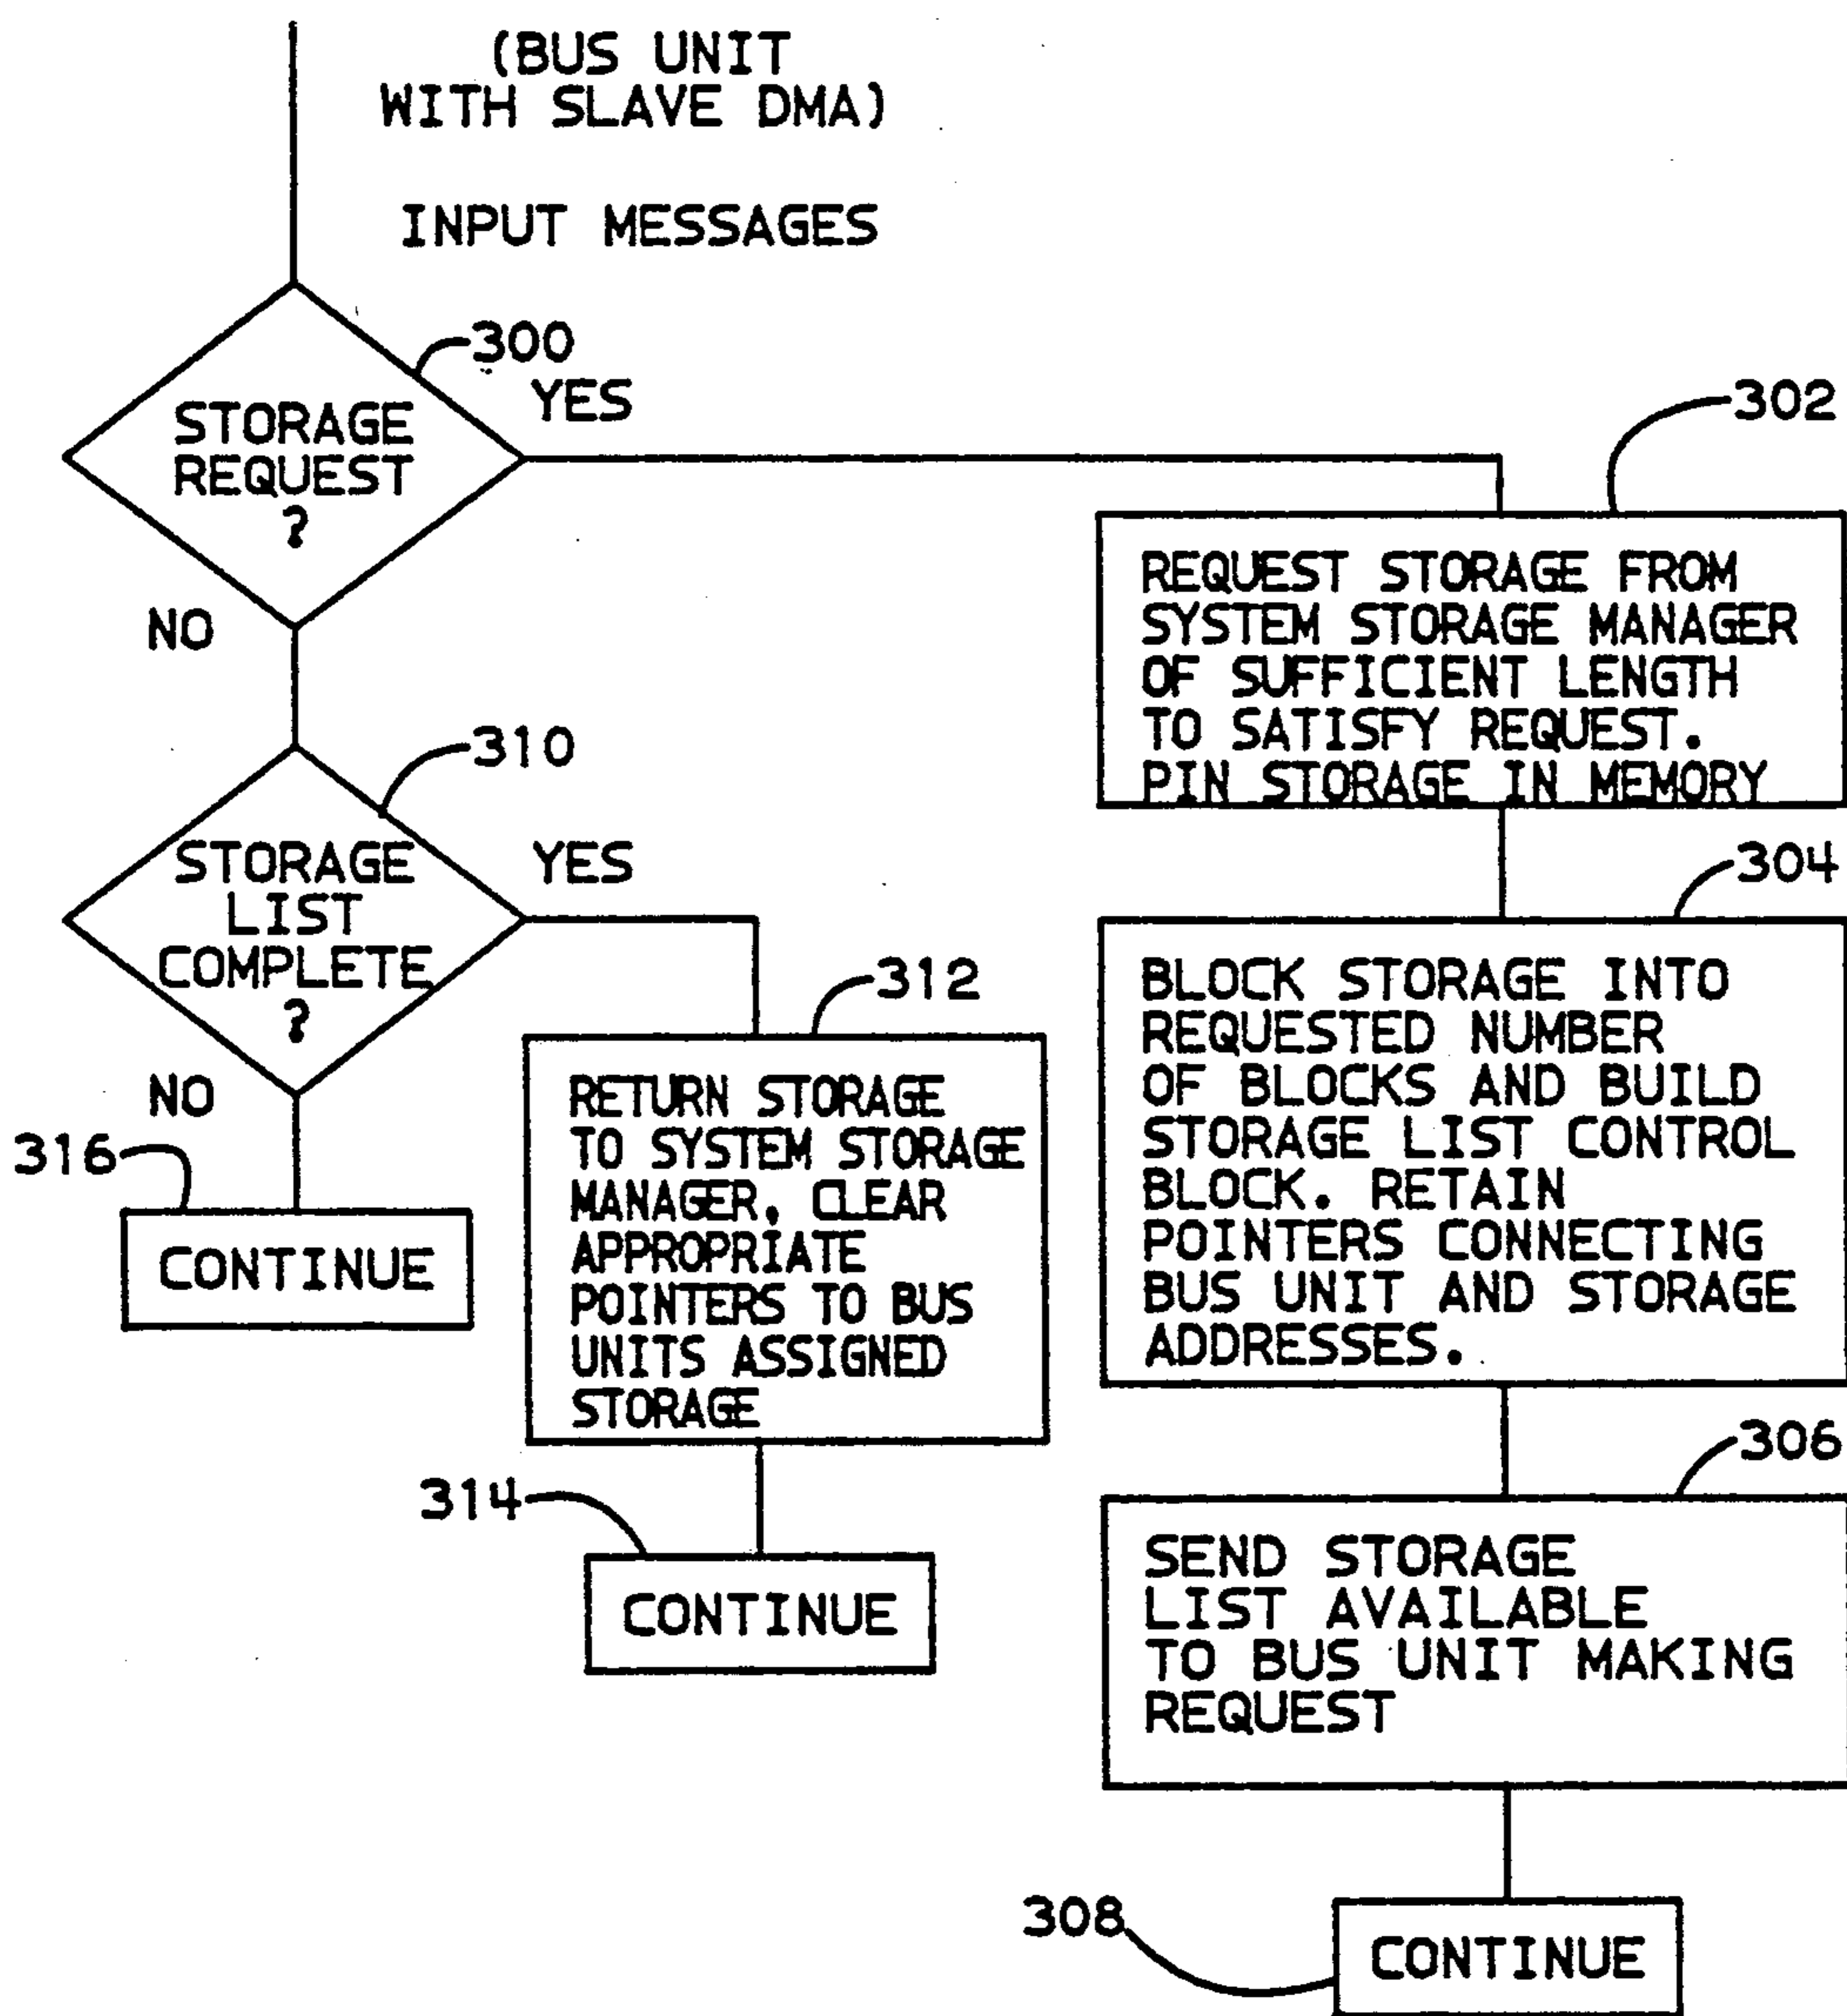 (BUS UNIT
WITH SLAVE DMA)
INPUT MESSAGES
300
STORAGE
REQUEST
?
YES
NO
302
REQUEST STORAGE FROM
SYSTEM STORAGE MANAGER
OF SUFFICIENT LENGTH
TO SATISFY REQUEST.
PIN STORAGE IN MEMORY
304
BLOCK STORAGE INTO
REQUESTED NUMBER
OF BLOCKS AND BUILD
STORAGE LIST CONTROL
BLOCK. RETAIN
POINTERS CONNECTING
BUS UNIT AND STORAGE
ADDRESSES.
306
SEND STORAGE
LIST AVAILABLE
TO BUS UNIT MAKING
REQUEST
308
CONTINUE
310
STORAGE
LIST
COMPLETE
?
YES
NO
312
RETURN STORAGE
TO SYSTEM STORAGE
MANAGER, CLEAR
APPROPRIATE
POINTERS TO BUS
UNITS ASSIGNED
STORAGE
314
CONTINUE
316
CONTINUE